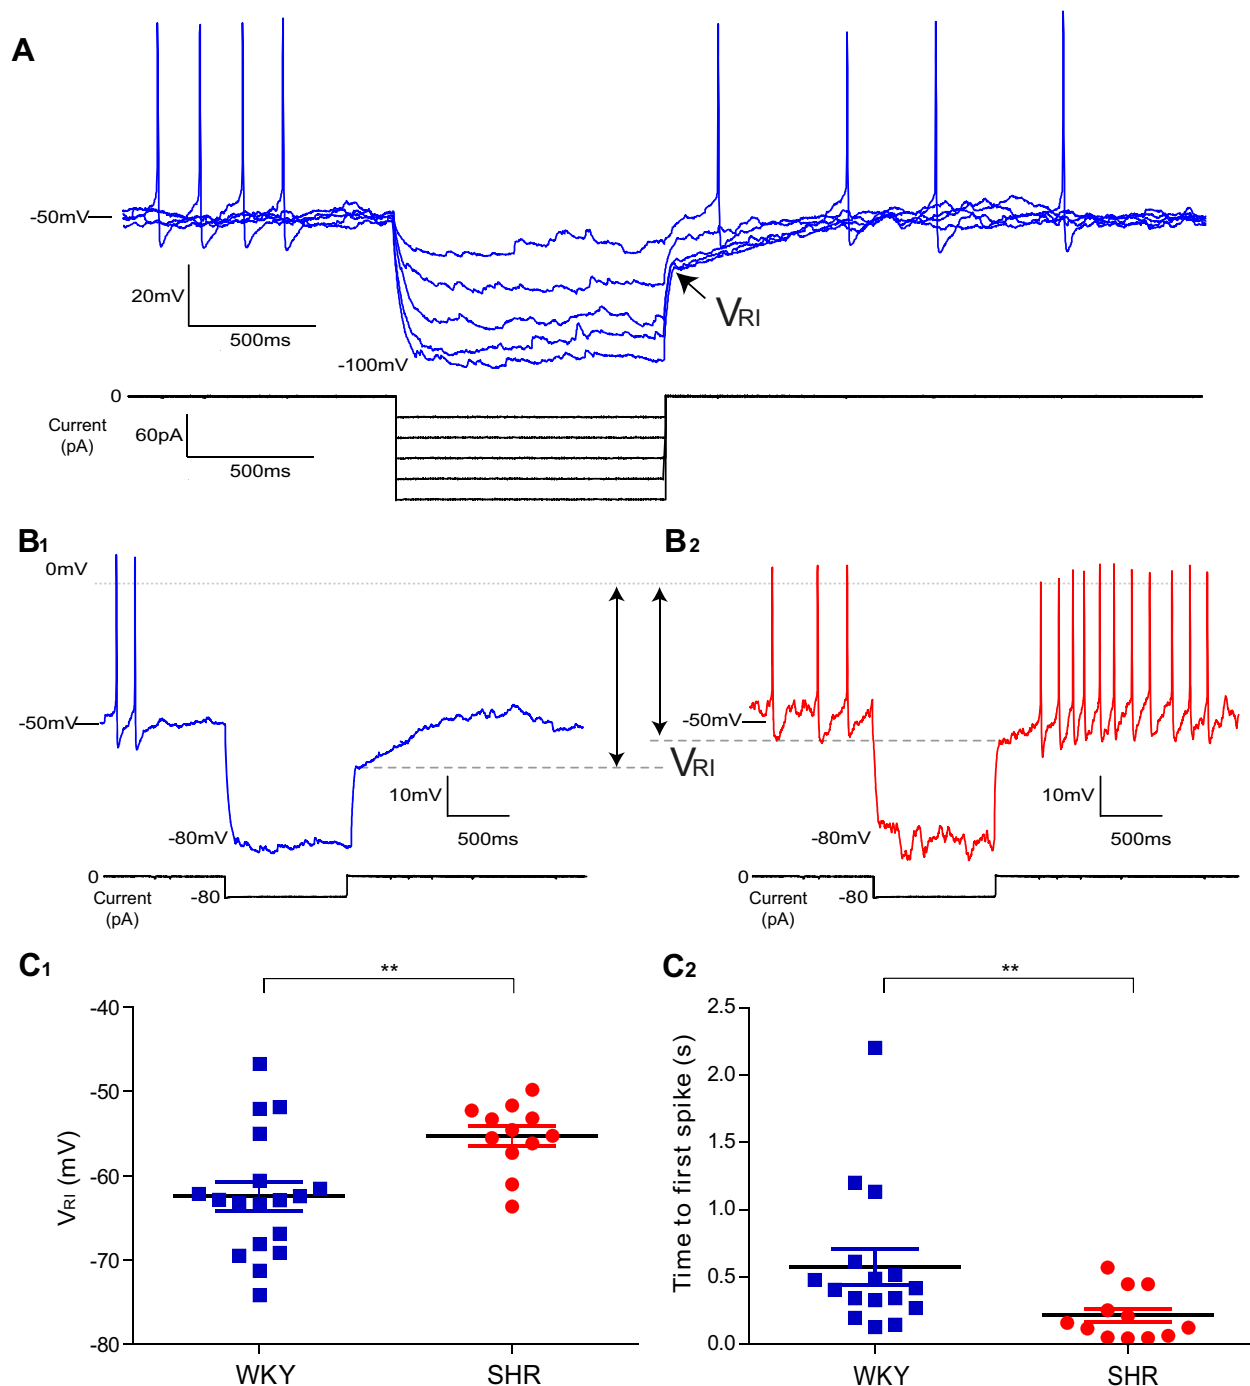 A
-50mV
20mV
500ms
-100mV
VRI
0
Current
(pA)
60pA
500ms
B1
0mV
-50mV
-80mV
VRI
10mV
500ms
0
Current
(pA)
-80
B2
-50mV
-80mV
10mV
500ms
0
Current
(pA)
-80
C1
**
-40
-50
-60
-70
-80
VRI (mV)
WKY
SHR
C2
**
2.5
2.0
1.5
1.0
0.5
0.0
Time to first spike (s)
WKY
SHR